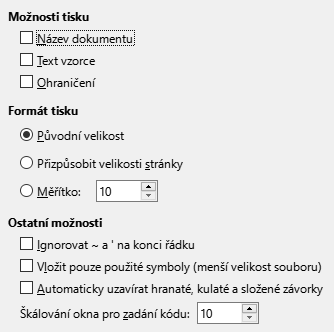 Možnosti tisku
Název dokumentu
Text vzorce
Ohraničení
Formát tisku
Původní velikost
Přizpůsobit velikosti stránky
Měřítko: 10
Ostatní možnosti
Ignorovat ~ a ' na konci řádku
Vložit pouze použité symboly (menší velikost souboru)
Automaticky uzavírat hranaté, kulaté a složené závorky
Škálování okna pro zadání kódu: 10